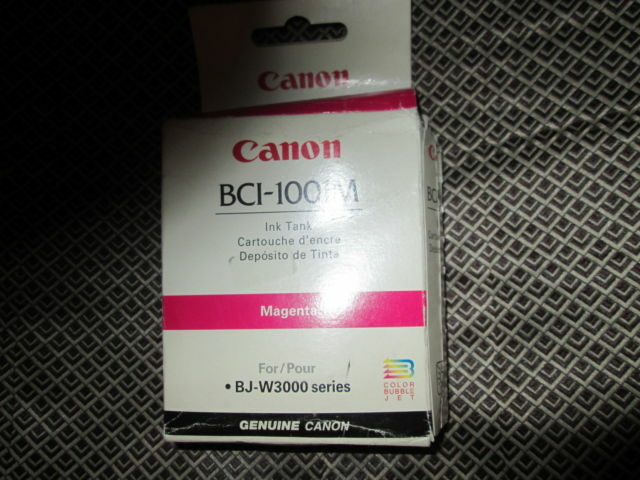 Canon
Canon
BCI-1001M
Ink Tank
Cartouche d'encre
Depósito de Tinta
Magenta
For/Pour
• BJ-W3000 series
COLOR
BUBBLE
JET
GENUINE CANON